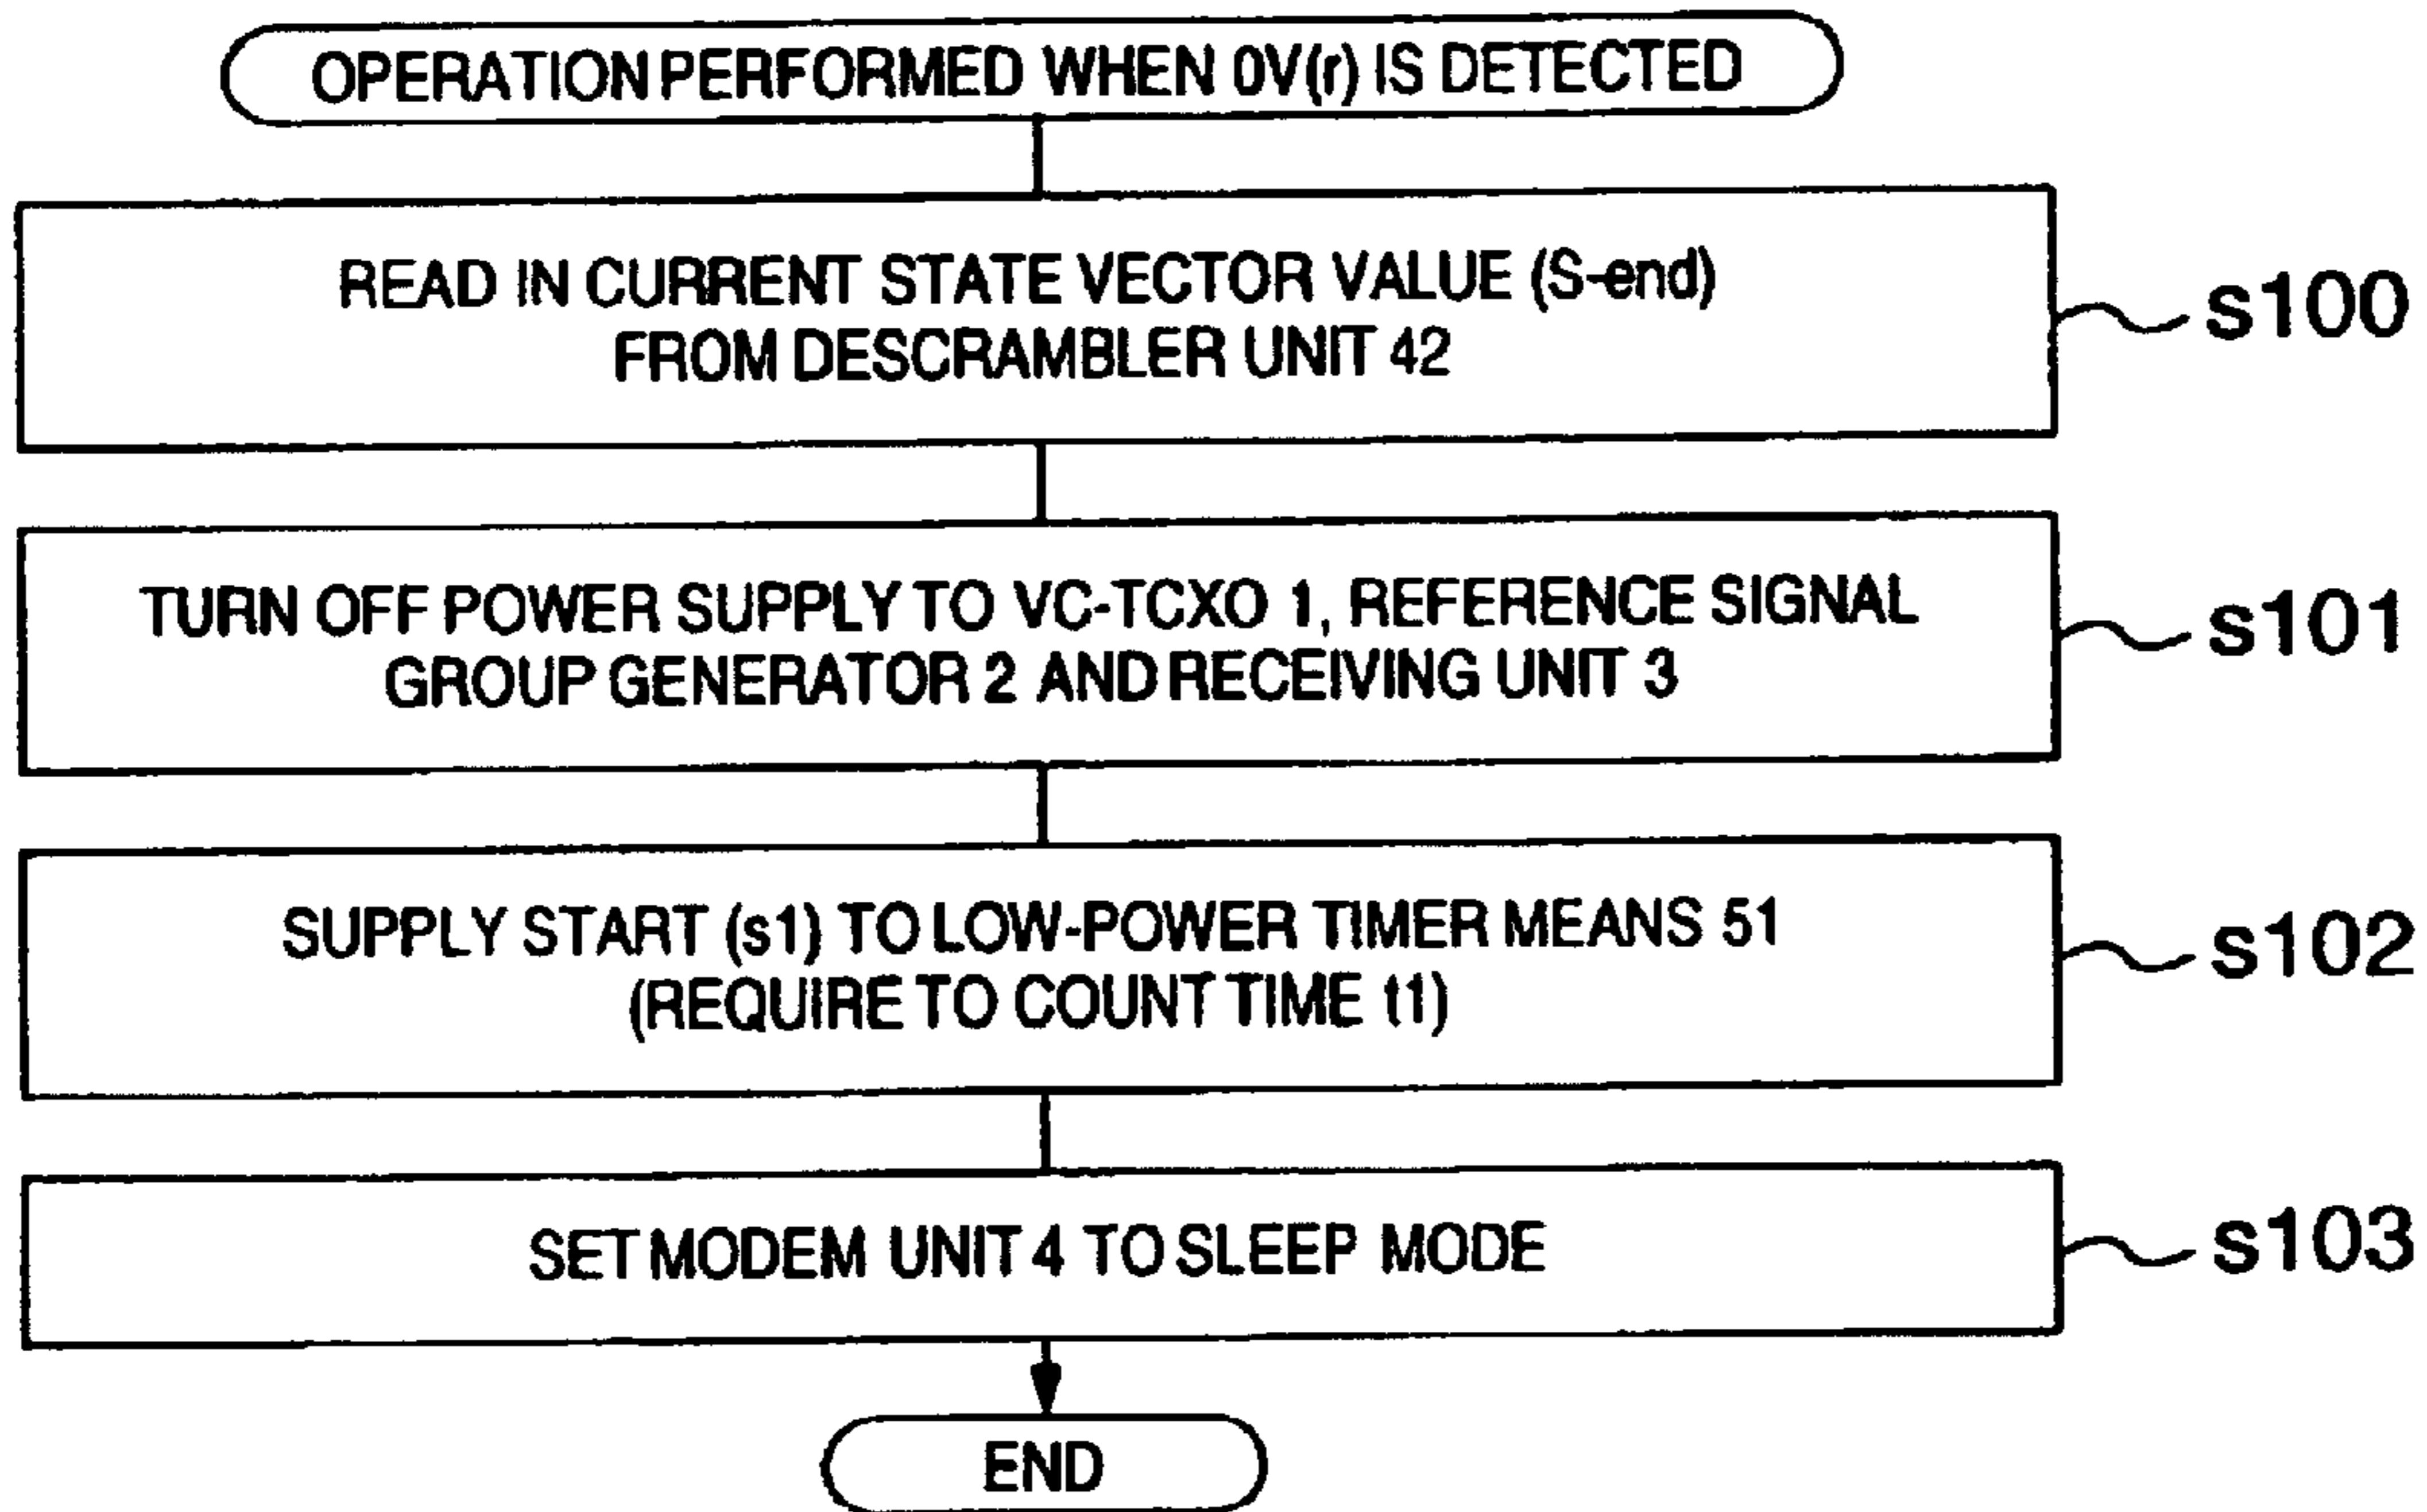 OPERATION PERFORMED WHEN 0V(r) IS DETECTED
READ IN CURRENT STATE VECTOR VALUE (S-end)
FROM DESCRAMBLER UNIT 42
s100
TURN OFF POWER SUPPLY TO VC-TCXO 1, REFERENCE SIGNAL
GROUP GENERATOR 2 AND RECEIVING UNIT 3
s101
SUPPLY START (s1) TO LOW-POWER TIMER MEANS 51
(REQUIRE TO COUNT TIME t1)
s102
SET MODEM UNIT 4 TO SLEEP MODE
s103
END